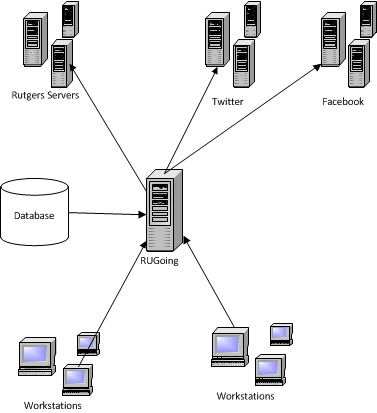 Rutgers Servers
Twitter
Facebook
Database
RUGoing
Workstations
Workstations